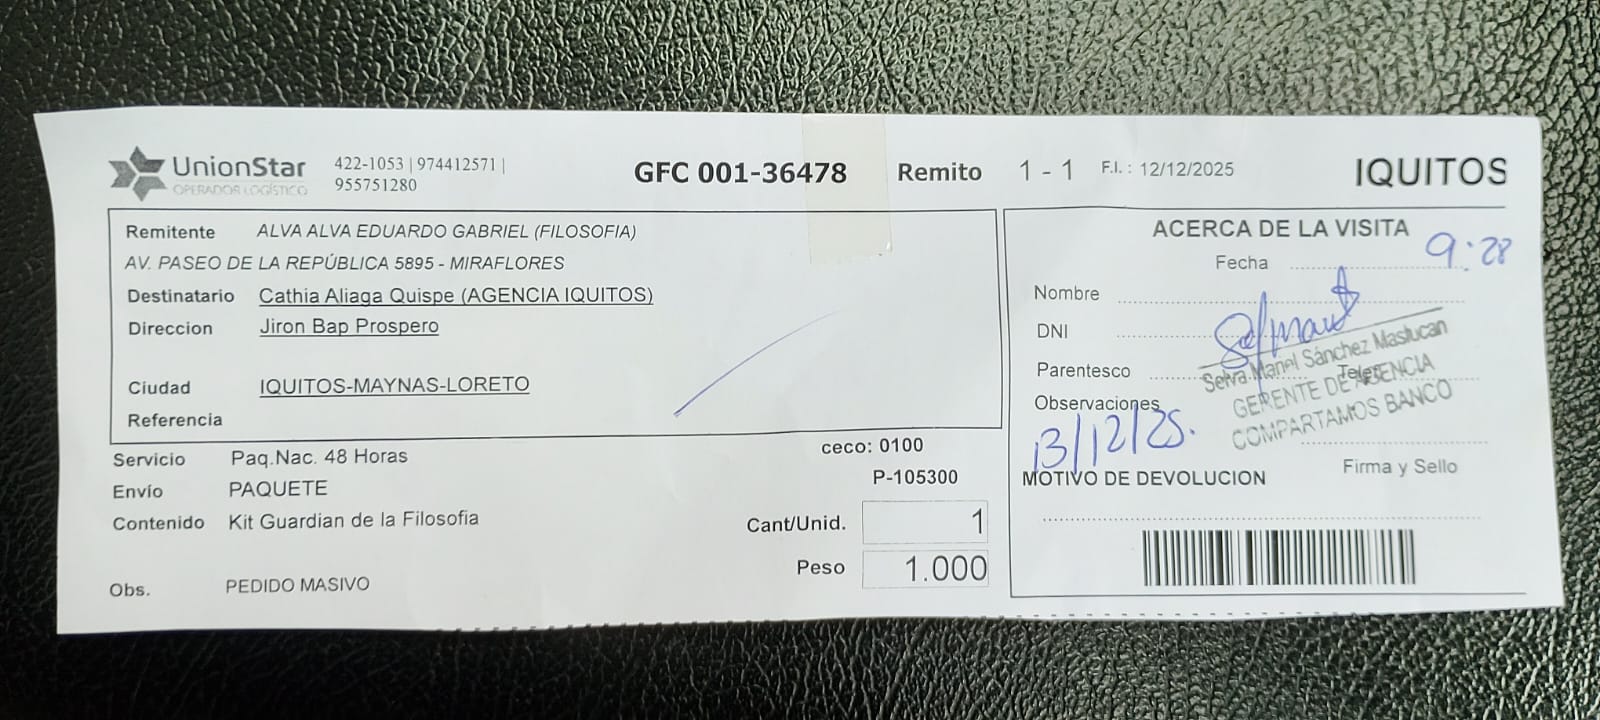 UnionStar
OPERADOR LOGÍSTICO
422-1053 | 974412571 |
955751280
GFC 001-36478
Remito 1 - 1 F.I. : 12/12/2025
IQUITOS
Remitente ALVA ALVA EDUARDO GABRIEL (FILOSOFIA)
AV. PASEO DE LA REPÚBLICA 5895 - MIRAFLORES
Destinatario Cathia Aliaga Quispe (AGENCIA IQUITOS)
Direccion Jiron Bap Prospero
Ciudad IQUITOS-MAYNAS-LORETO
Referencia
ceco: 0100
Servicio Paq.Nac. 48 Horas
P-105300
Envío PAQUETE
Contenido Kit Guardian de la Filosofia
Cant/Unid. 1
Peso 1.000
Obs. PEDIDO MASIVO
ACERCA DE LA VISITA
Fecha 9:28
Nombre
DNI
Parentesco
Observaciones
13/12/25.
Selva Manel Sánchez Maslucan
GERENTE DE AGENCIA
COMPARTAMOS BANCO
Firma y Sello
MOTIVO DE DEVOLUCION